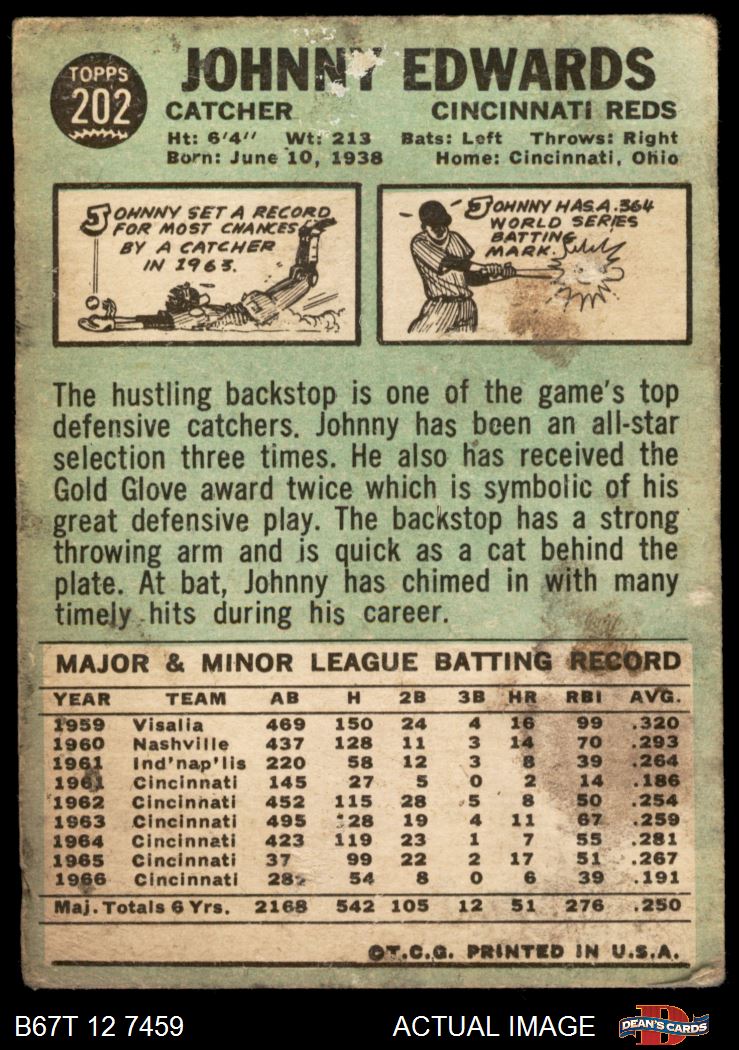 TOPPS
202
JOHNNY EDWARDS
CATCHER CINCINNATI REDS
Ht: 6'4" Wt: 213 Bats: Left Throws: Right
Born: June 10, 1938 Home: Cincinnati, Ohio
JOHNNY SET A RECORD
FOR MOST CHANCES
BY A CATCHER
IN 1963.
JOHNNY HAS A .364
WORLD SERIES
BATTING
MARK.
The hustling backstop is one of the game's top
defensive catchers. Johnny has been an all-star
selection three times. He also has received the
Gold Glove award twice which is symbolic of his
great defensive play. The backstop has a strong
throwing arm and is quick as a cat behind the
plate. At bat, Johnny has chimed in with many
timely hits during his career.
MAJOR & MINOR LEAGUE BATTING RECORD
YEAR TEAM AB H 2B 3B HR RBI AVG.
1959 Visalia 469 150 24 4 16 99 .320
1960 Nashville 437 128 11 3 14 70 .293
1961 Ind'nap'lis 220 58 12 3 8 39 .264
1961 Cincinnati 145 27 5 0 2 14 .186
1962 Cincinnati 452 115 28 5 8 50 .254
1963 Cincinnati 495 128 19 4 11 67 .259
1964 Cincinnati 423 119 23 1 7 55 .281
1965 Cincinnati 99 22 2 17 51 .267
1966 Cincinnati 54 8 0 6 39 .191
Maj. Totals 6 Yrs. 2168 542 105 12 51 276 .250
©T.C.G. PRINTED IN U.S.A.
B67T 12 7459 ACTUAL IMAGE
DEAN'S CARDS